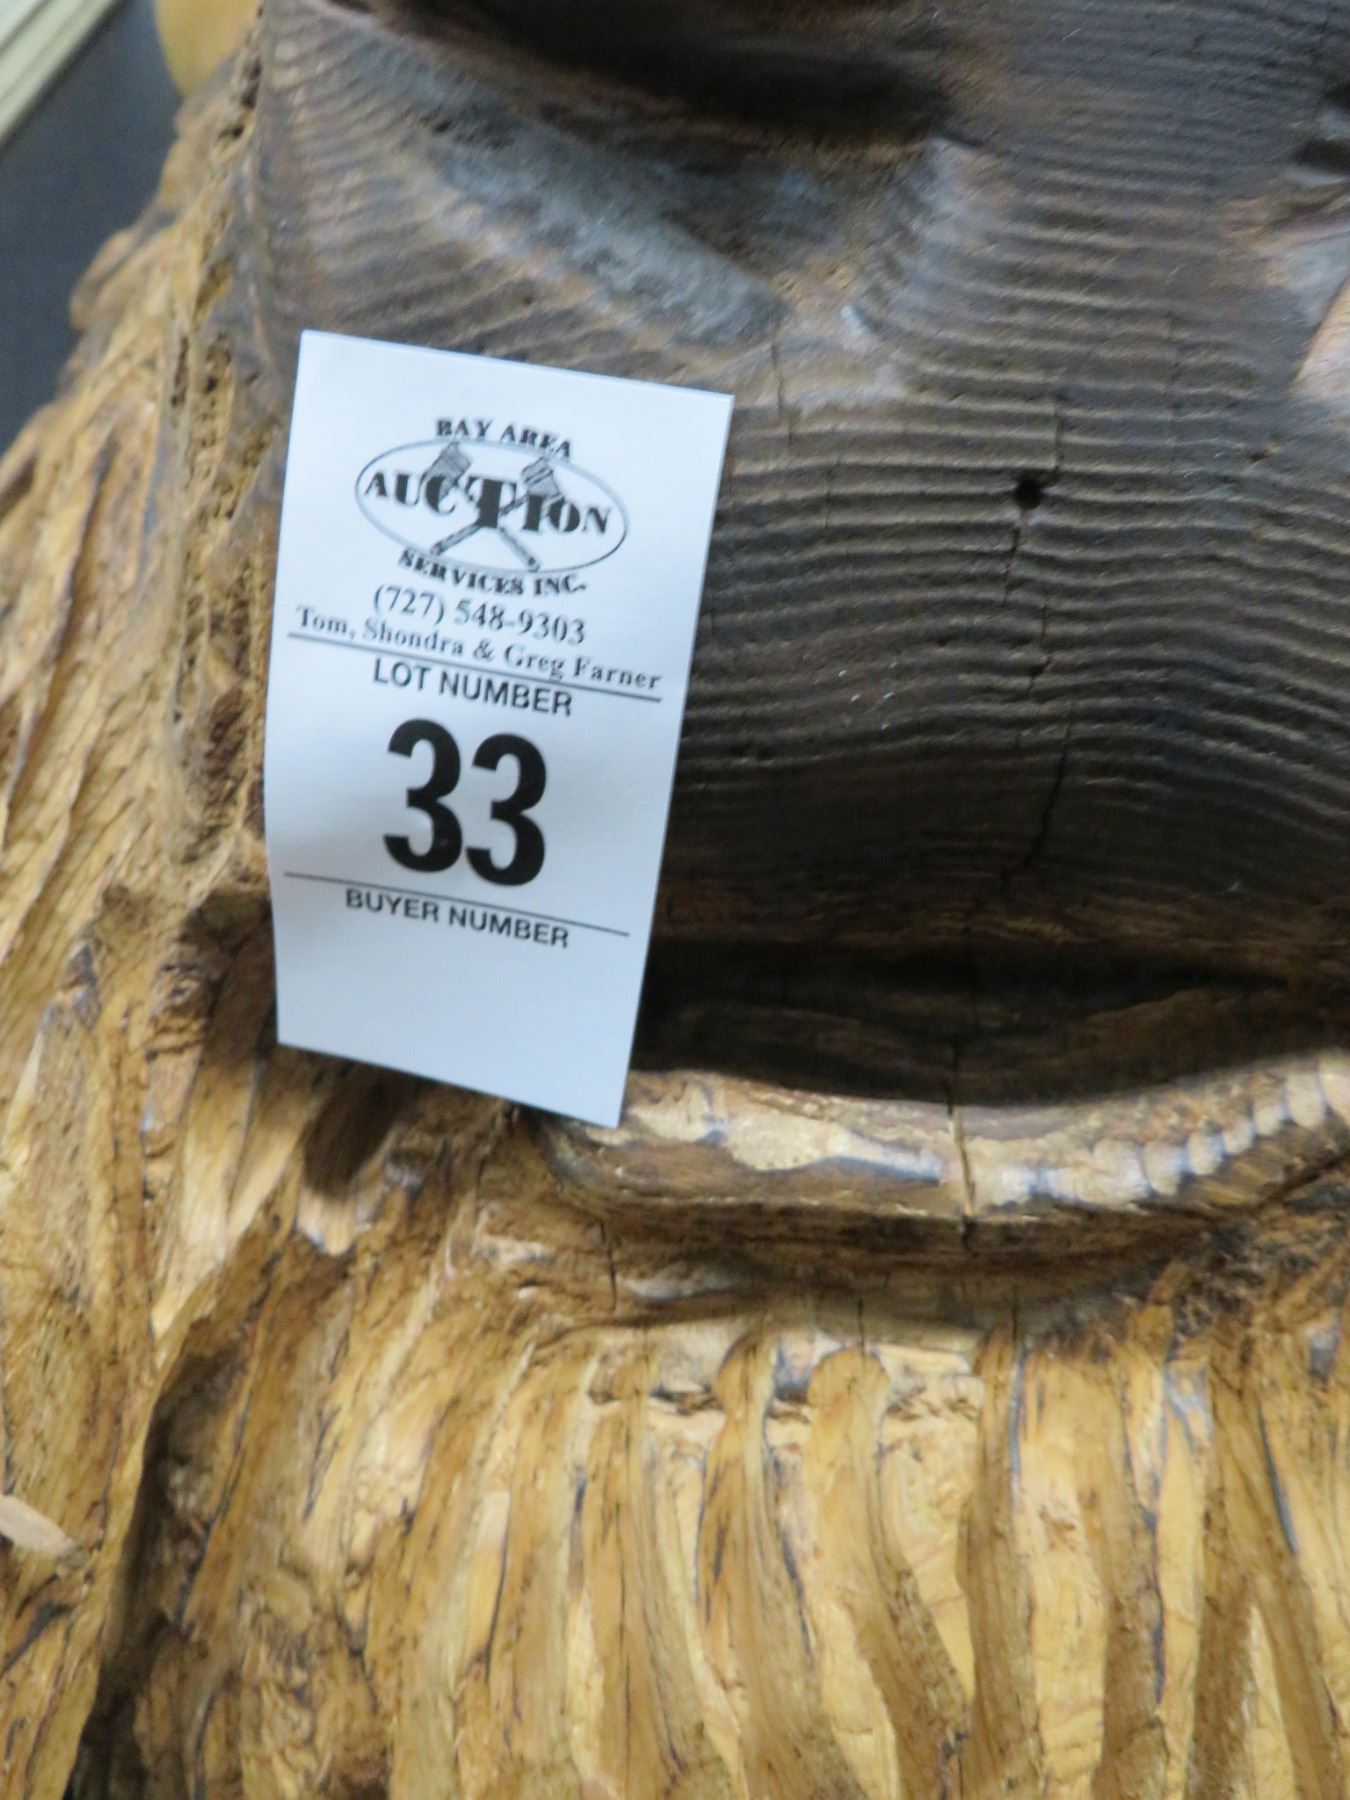 BAY AREA
AUCTION
SERVICES INC.
(727) 548-9303
Tom, Shondra & Greg Farner
LOT NUMBER
33
BUYER NUMBER